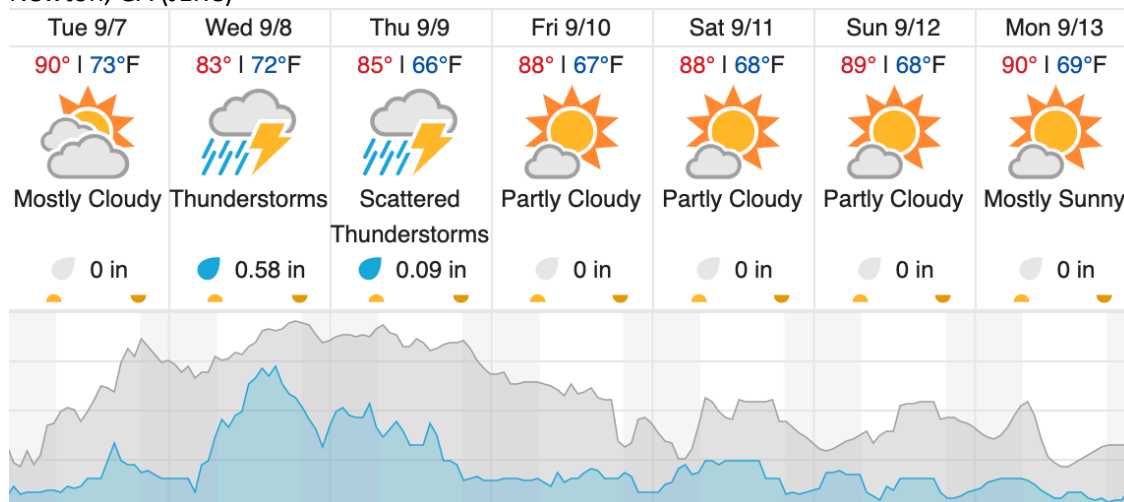 Tue 9/7 Wed 9/8 Thu 9/9 Fri 9/10 Sat 9/11 Sun 9/12 Mon 9/13
90° | 73°F 83° | 72°F 85° | 66°F 88° | 67°F 88° | 68°F 89° | 68°F 90° | 69°F
Mostly Cloudy Thunderstorms Scattered Partly Cloudy Partly Cloudy Partly Cloudy Mostly Sunny
Thunderstorms
0 in 0.58 in 0.09 in 0 in 0 in 0 in 0 in